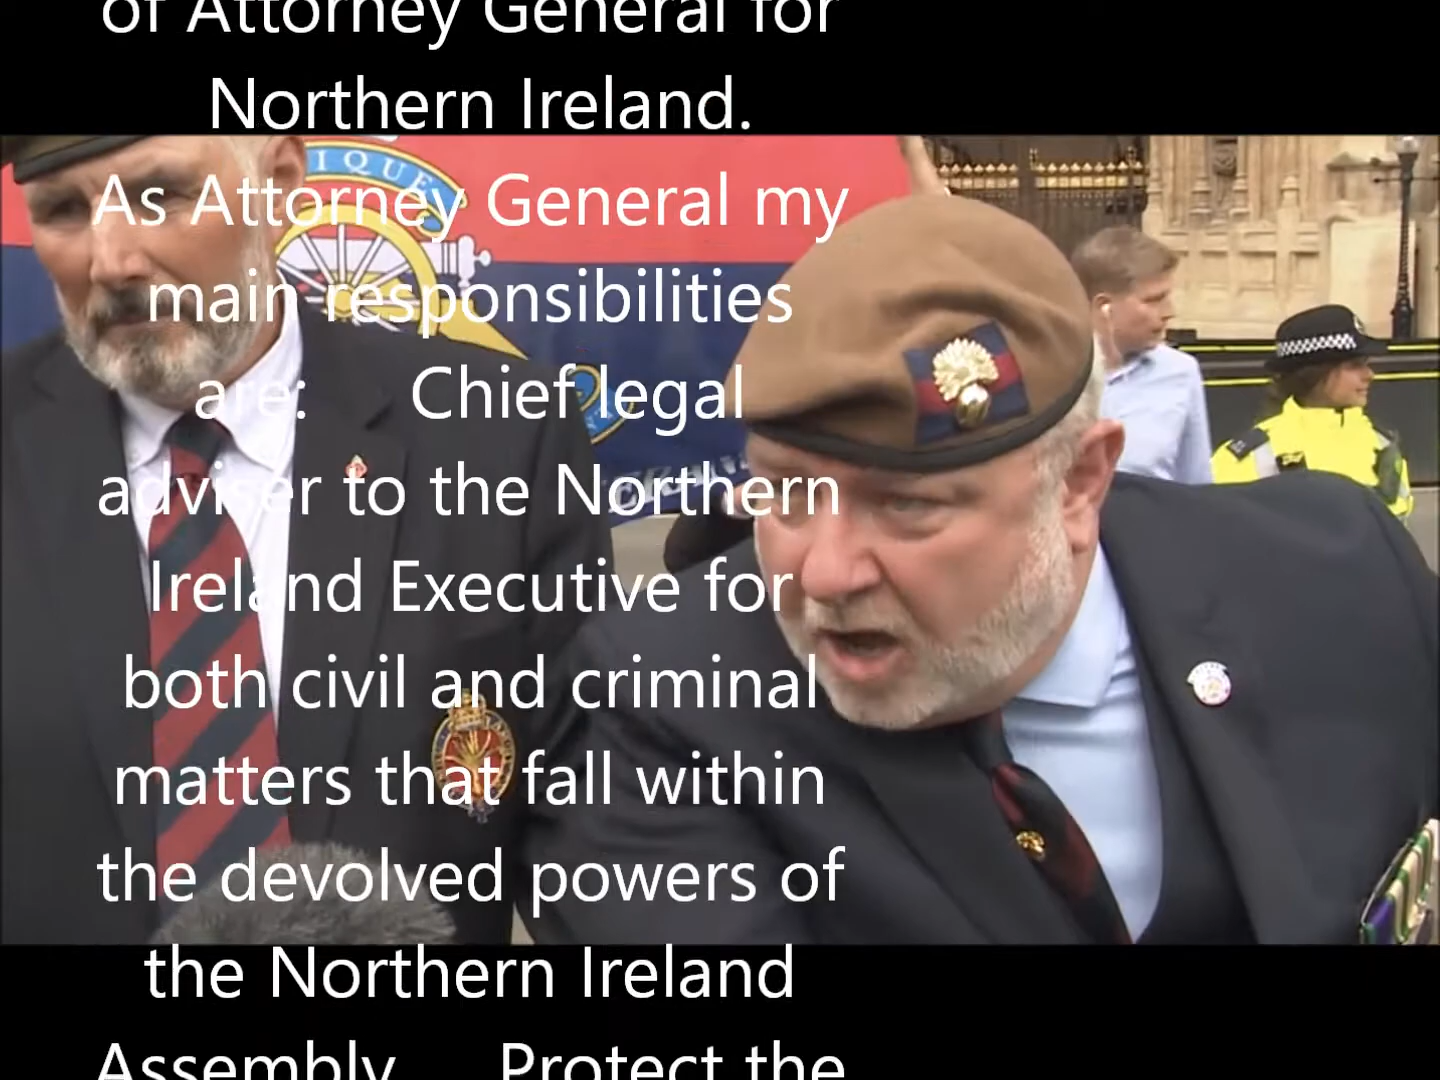 of Attorney General for
Northern Ireland.
IQUE
As Attorney General my
main responsibilities
are: Chief legal
adviser to the Northern
Ireland Executive for
both civil and criminal
matters that fall within
the devolved powers of
the Northern Ireland
Assembly Protect the